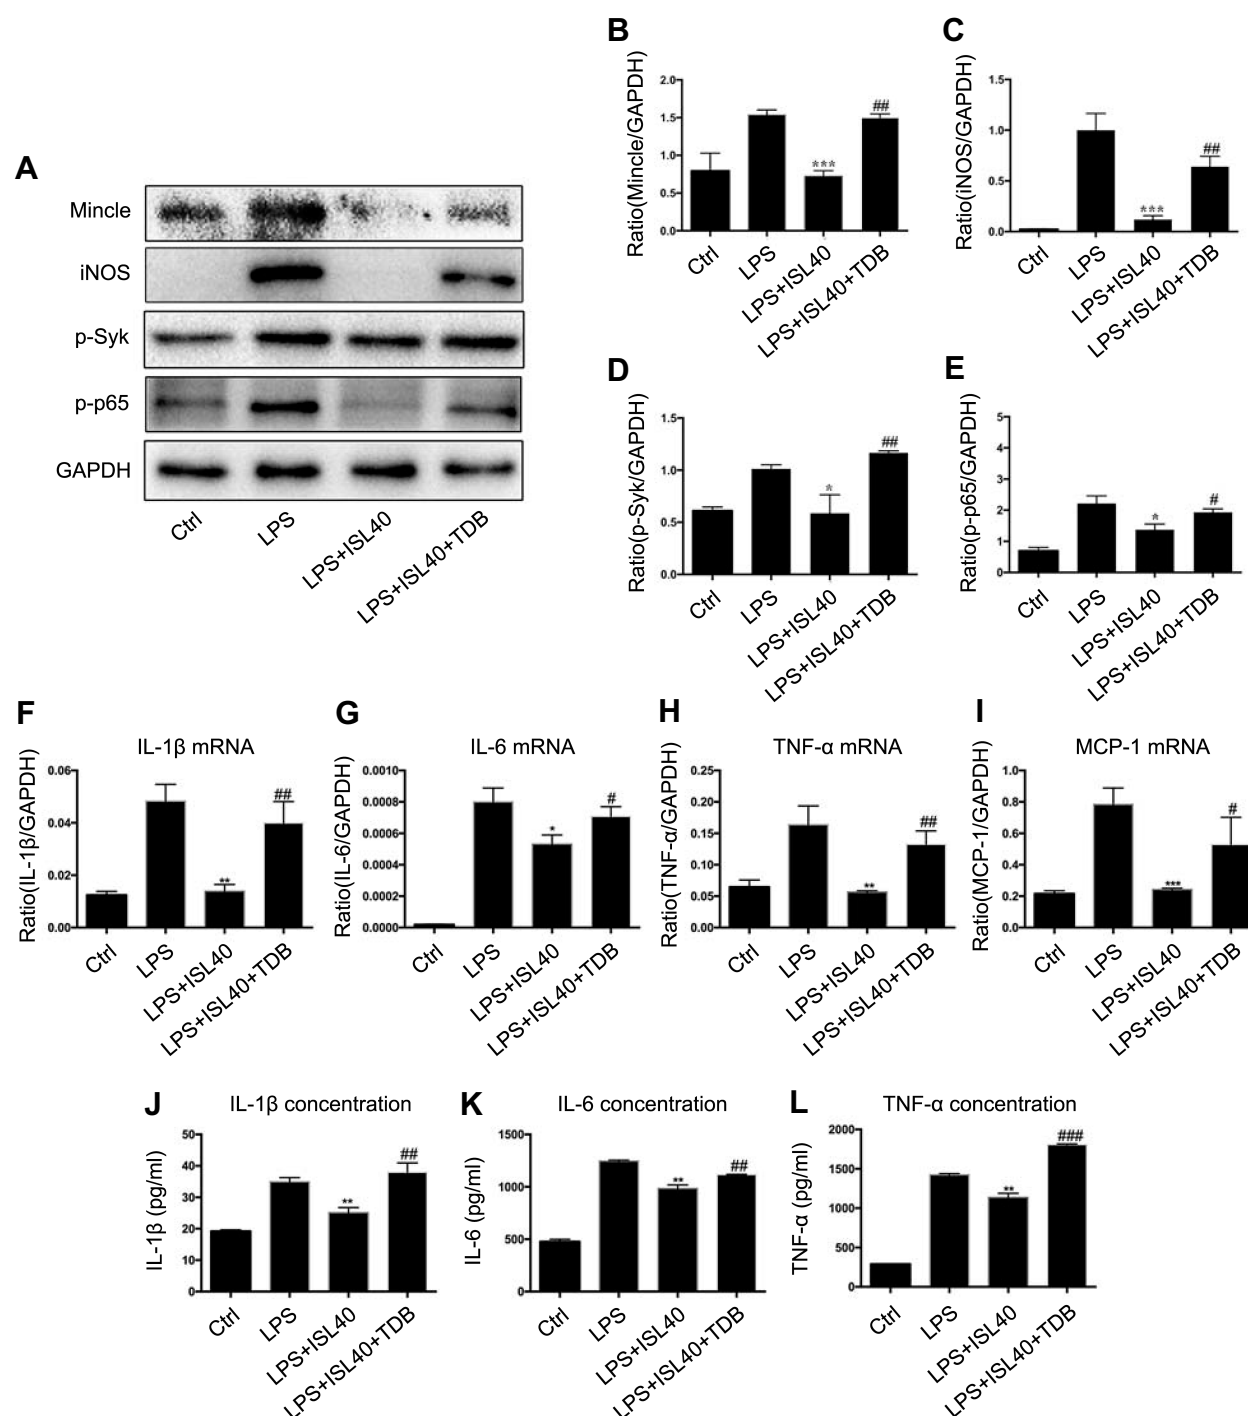 A
Mincle
iNOS
p-Syk
p-p65
GAPDH
Ctrl
LPS
LPS+ISL40
LPS+ISL40+TDB
B
Ratio(Mincle/GAPDH)
2.0
1.5
1.0
0.5
0.0
***
##
Ctrl
LPS
LPS+ISL40
LPS+ISL40+TDB
C
Ratio(iNOS/GAPDH)
1.5
1.0
0.5
0.0
***
##
Ctrl
LPS
LPS+ISL40
LPS+ISL40+TDB
D
Ratio(p-Syk/GAPDH)
1.5
1.0
0.5
0.0
*
##
Ctrl
LPS
LPS+ISL40
LPS+ISL40+TDB
E
Ratio(p-p65/GAPDH)
5
4
3
2
1
0
*
#
Ctrl
LPS
LPS+ISL40
LPS+ISL40+TDB
F
IL-1β mRNA
Ratio(IL-1β/GAPDH)
0.06
0.04
0.02
0.00
**
##
Ctrl
LPS
LPS+ISL40
LPS+ISL40+TDB
G
IL-6 mRNA
Ratio(IL-6/GAPDH)
0.0010
0.0008
0.0006
0.0004
0.0002
0.0000
*
#
Ctrl
LPS
LPS+ISL40
LPS+ISL40+TDB
H
TNF-α mRNA
Ratio(TNF-α/GAPDH)
0.25
0.20
0.15
0.10
0.05
0.00
**
##
Ctrl
LPS
LPS+ISL40
LPS+ISL40+TDB
I
MCP-1 mRNA
Ratio(MCP-1/GAPDH)
1.0
0.8
0.6
0.4
0.2
0.0
***
#
Ctrl
LPS
LPS+ISL40
LPS+ISL40+TDB
J
IL-1β concentration
IL-1β (pg/ml)
50
40
30
20
10
0
**
##
Ctrl
LPS
LPS+ISL40
LPS+ISL40+TDB
K
IL-6 concentration
IL-6 (pg/ml)
1500
1000
500
0
**
##
Ctrl
LPS
LPS+ISL40
LPS+ISL40+TDB
L
TNF-α concentration
TNF-α (pg/ml)
2000
1500
1000
500
0
**
###
Ctrl
LPS
LPS+ISL40
LPS+ISL40+TDB